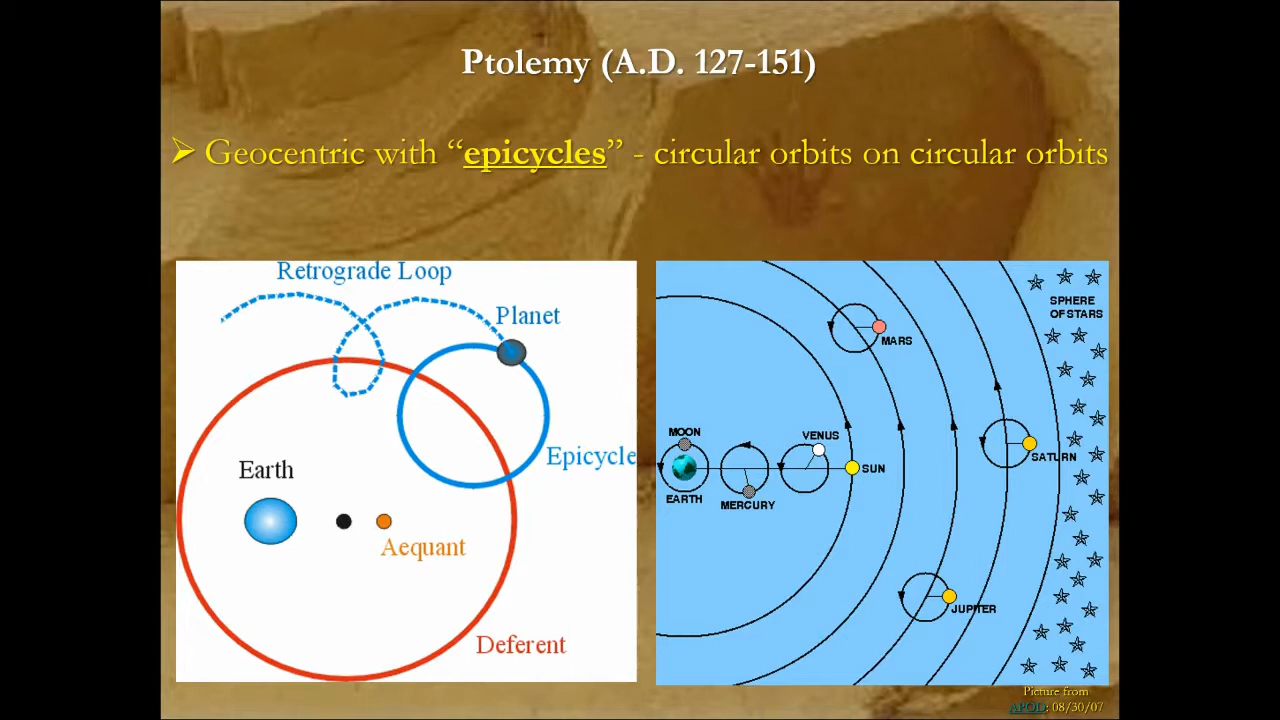 Ptolemy (A.D. 127-151)
➢ Geocentric with “epicycles” - circular orbits on circular orbits
Retrograde Loop
Planet
Epicycle
Earth
Aequant
Deferent
SPHERE
OF STARS
MARS
MOON
VENUS
SUN
SATURN
EARTH
MERCURY
JUPITER
Picture from
APOD: 08/30/07